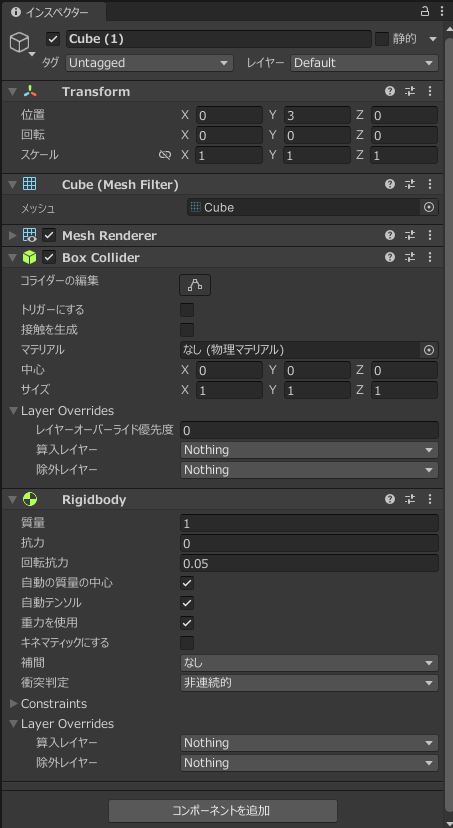 インスペクター
Cube (1) 静的
タグ Untagged レイヤー Default
Transform
位置 X 0 Y 3 Z 0
回転 X 0 Y 0 Z 0
スケール X 1 Y 1 Z 1
Cube (Mesh Filter)
メッシュ Cube
Mesh Renderer
Box Collider
コライダーの編集
トリガーにする
接触を生成
マテリアル なし (物理マテリアル)
中心 X 0 Y 0 Z 0
サイズ X 1 Y 1 Z 1
Layer Overrides
レイヤーオーバーライド優先度 0
算入レイヤー Nothing
除外レイヤー Nothing
Rigidbody
質量 1
抗力 0
回転抗力 0.05
自動の質量の中心
自動テンソル
重力を使用
キネマティックにする
補間 なし
衝突判定 非連続的
Constraints
Layer Overrides
算入レイヤー Nothing
除外レイヤー Nothing
コンポーネントを追加